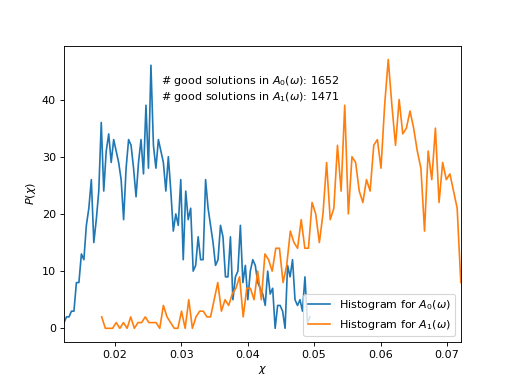 # good solutions in A₀(ω): 1652
# good solutions in A₁(ω): 1471
P(χ)
40
30
20
10
0
0.02 0.03 0.04 0.05 0.06 0.07
χ
Histogram for A₀(ω)
Histogram for A₁(ω)